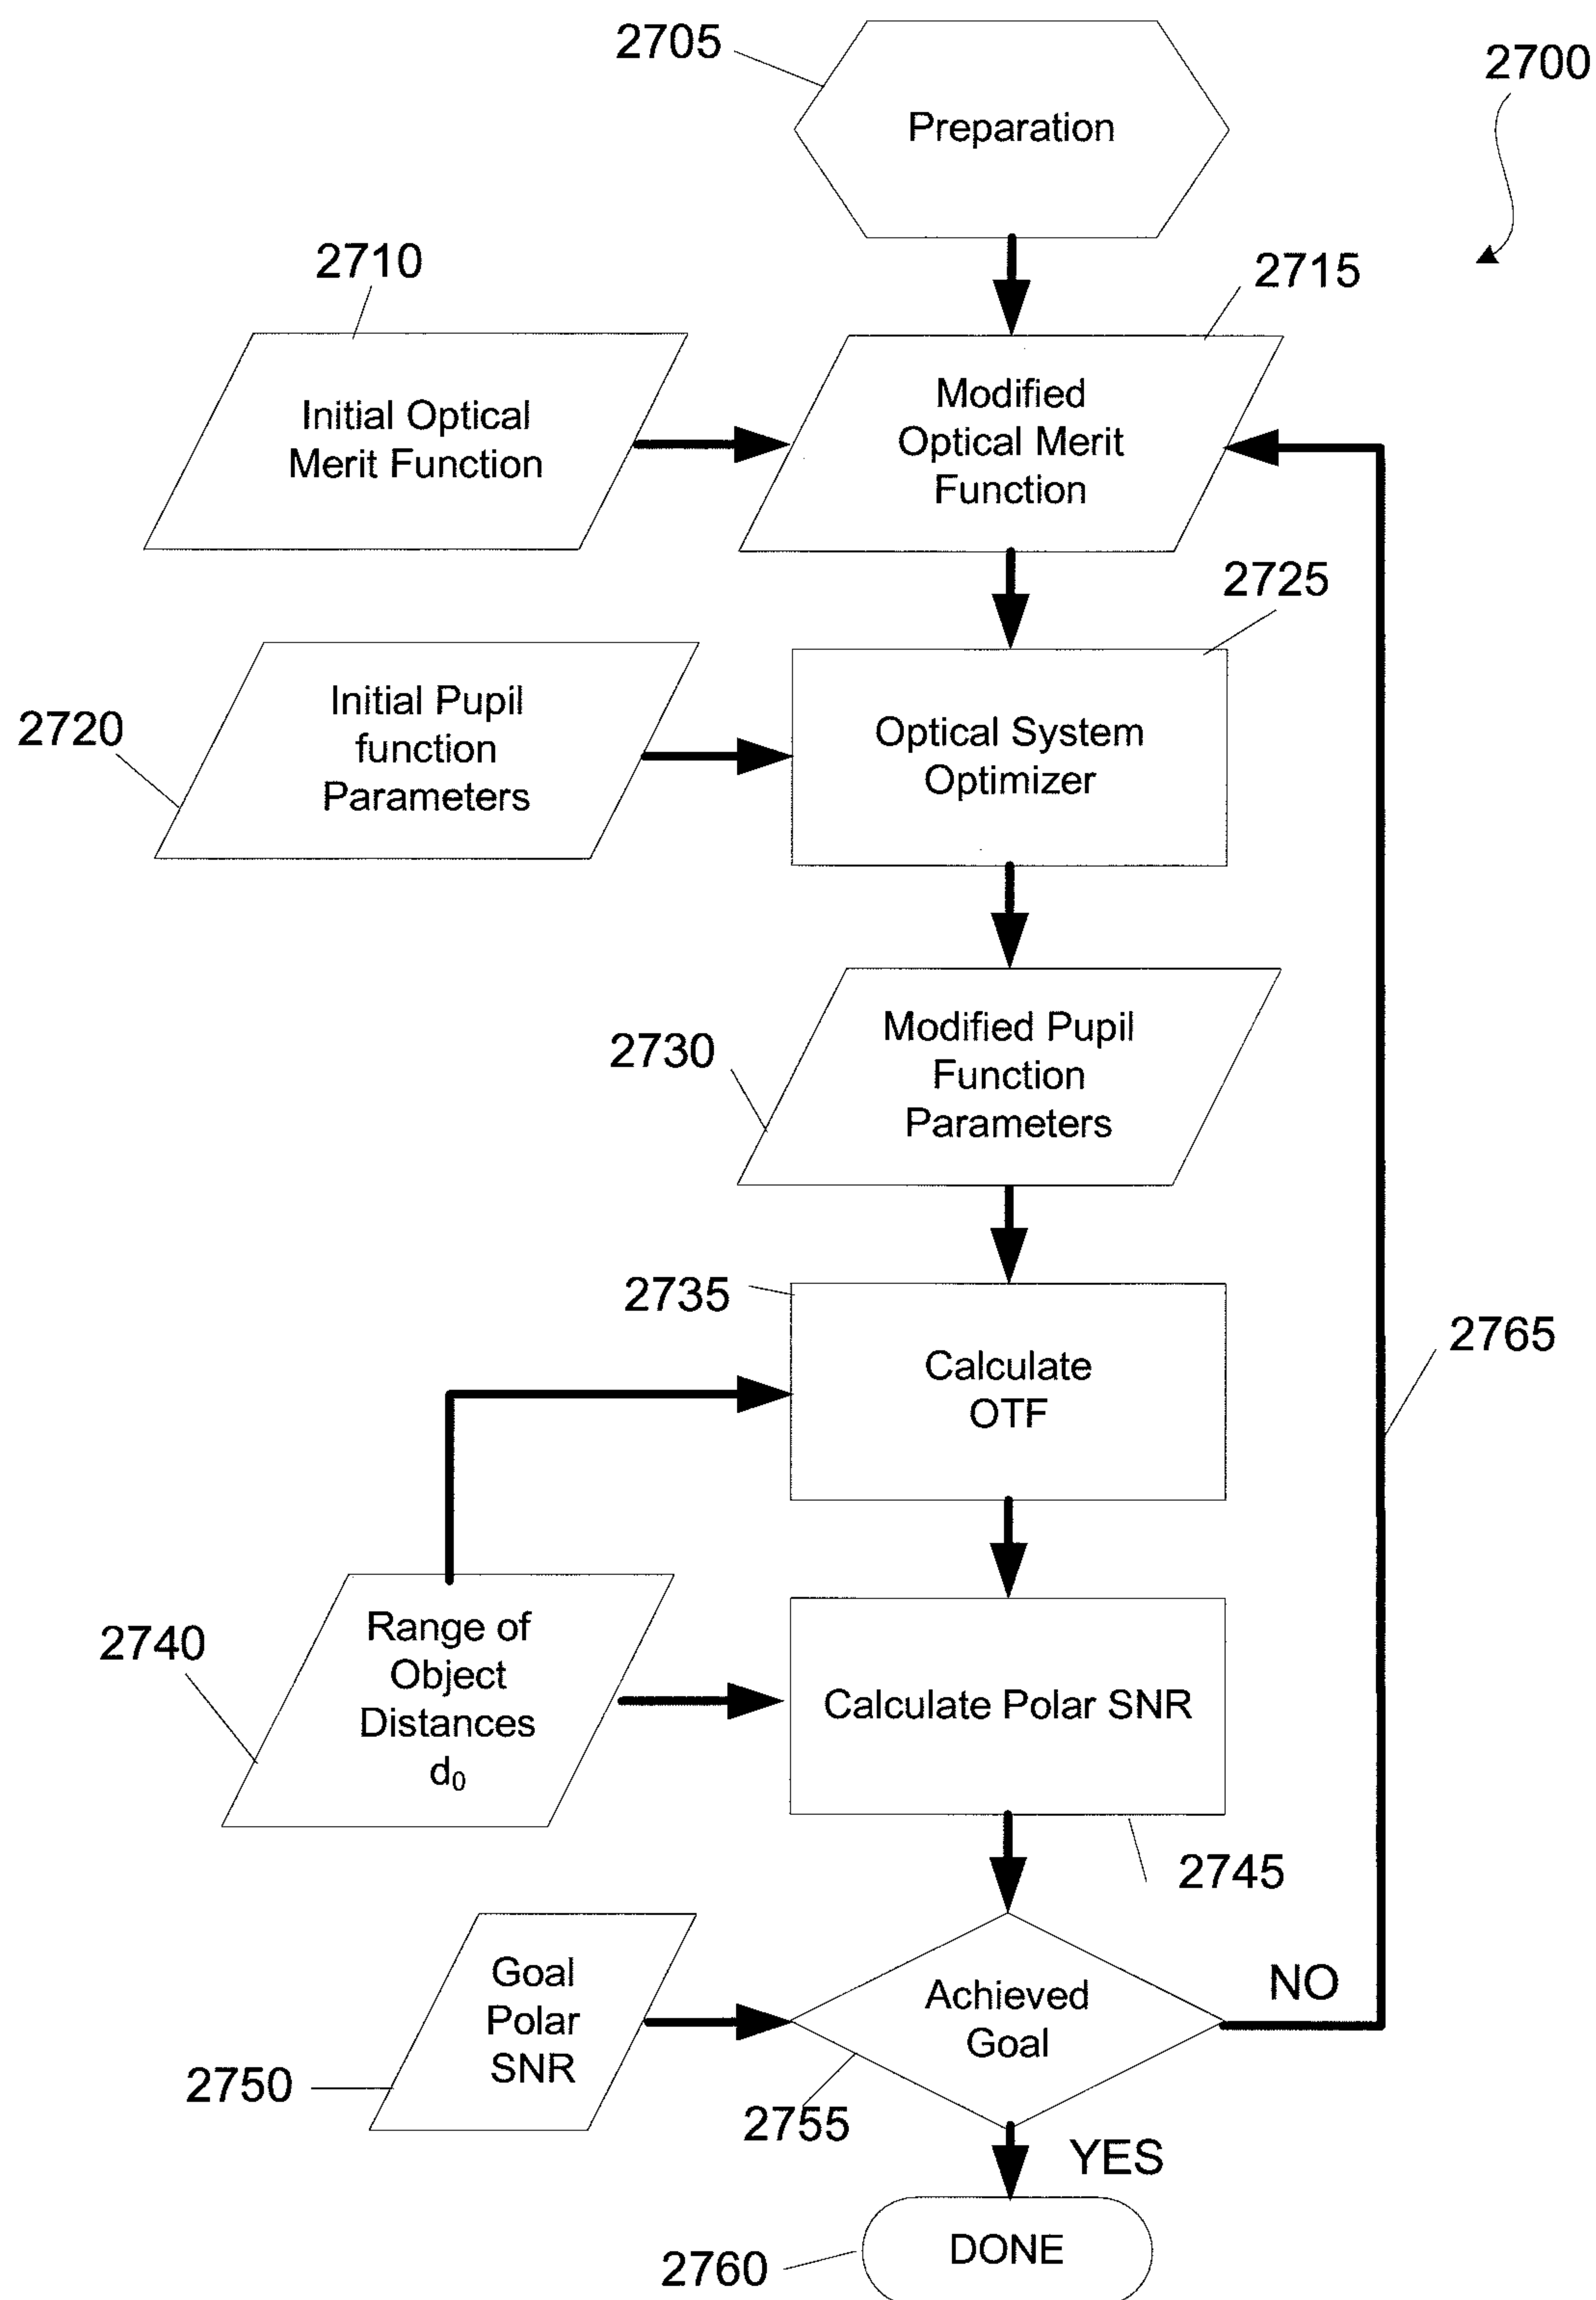 2705
2700
Preparation
2710
2715
Initial Optical
Merit Function
Modified
Optical Merit
Function
2725
2720
Initial Pupil
function
Parameters
Optical System
Optimizer
2730
Modified Pupil
Function
Parameters
2735
Calculate
OTF
2765
2740
Range of
Object
Distances
d₀
Calculate Polar SNR
2745
2750
Goal
Polar
SNR
Achieved
Goal
NO
2755
YES
2760
DONE